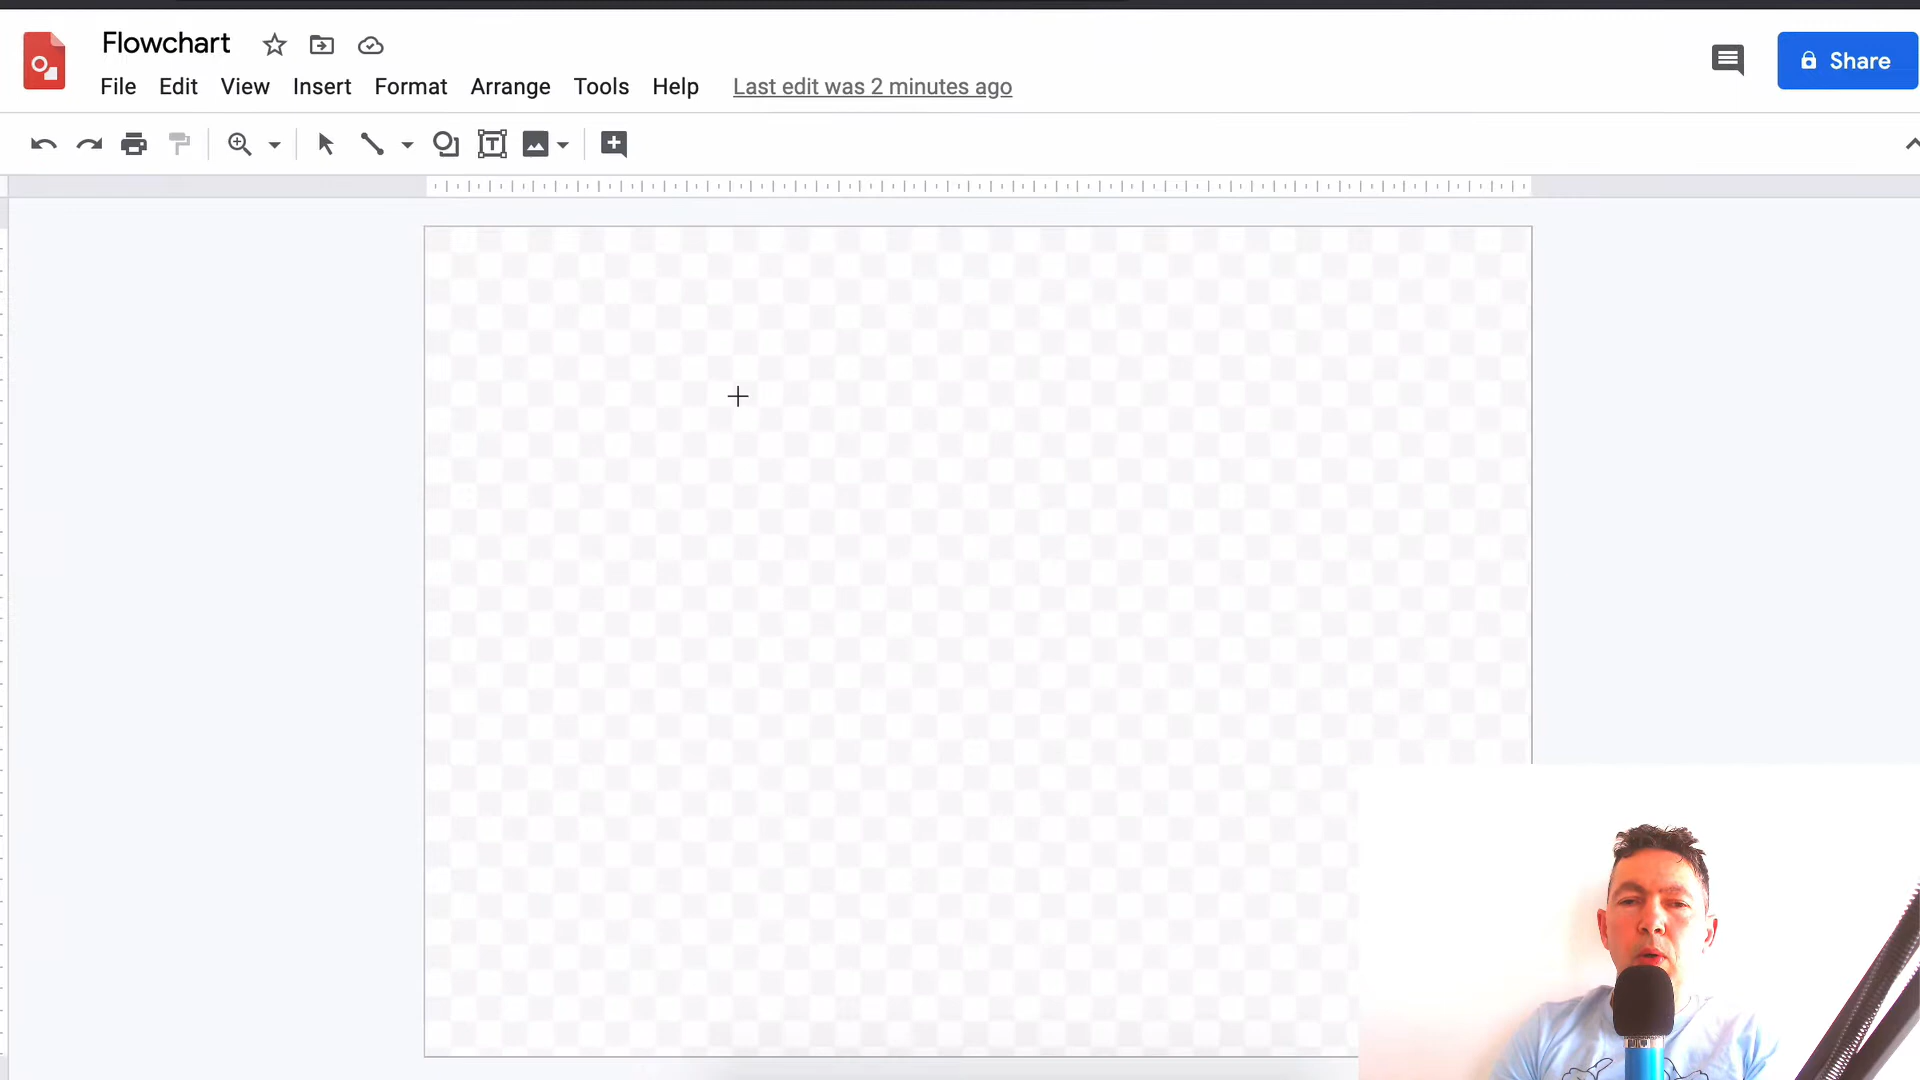 Flowchart
File Edit View Insert Format Arrange Tools Help Last edit was 2 minutes ago
Share